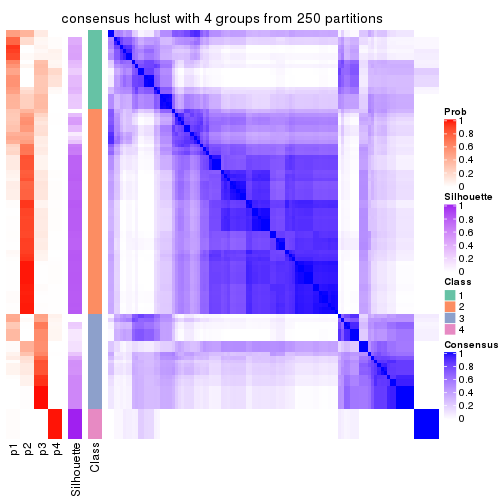 consensus hclust with 4 groups from 250 partitions
Prob
1
0.8
0.6
0.4
0.2
0
Silhouette
1
0.8
0.6
0.4
0.2
0
Class
1
2
3
4
Consensus
1
0.8
0.6
0.4
0.2
0
p1
p2
p3
p4
Silhouette
Class